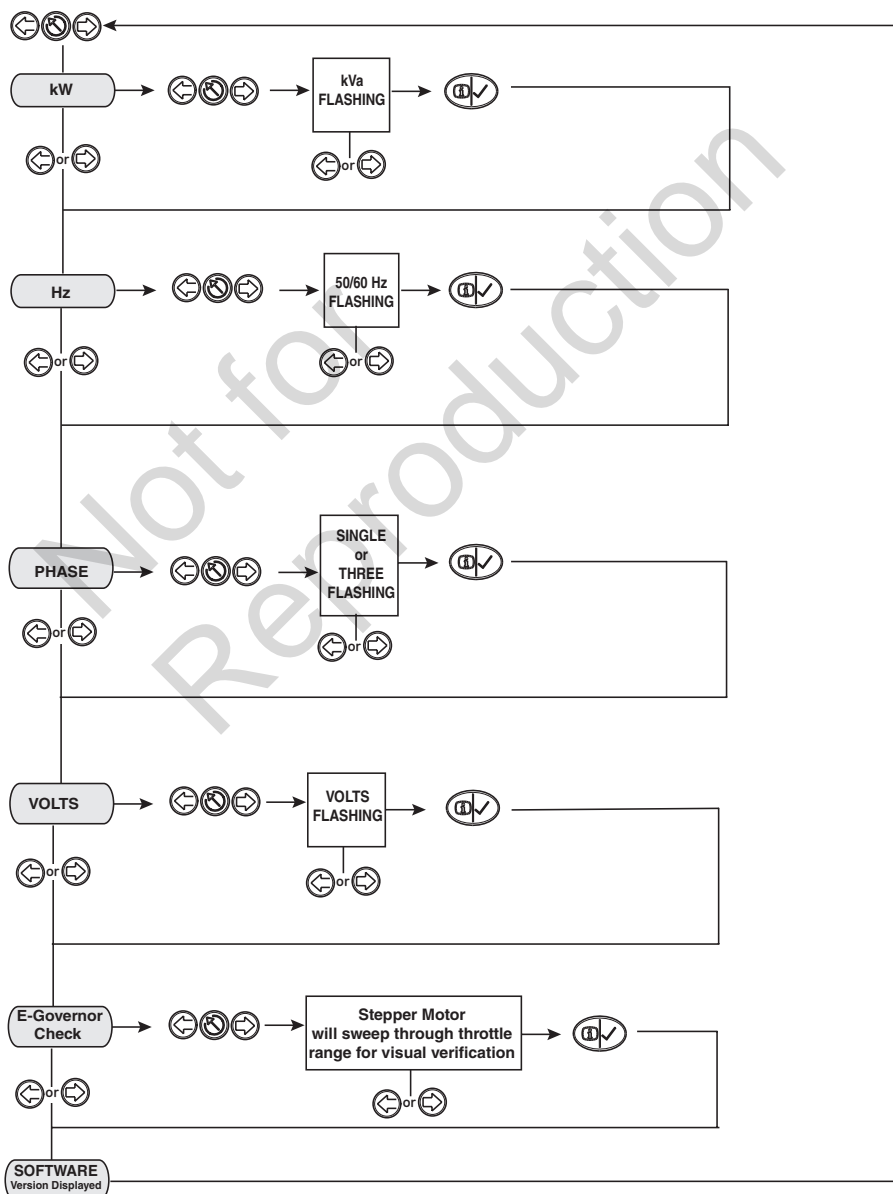 kW
kVa
FLASHING
or
or
Hz
50/60 Hz
FLASHING
or
or
PHASE
SINGLE
or
THREE
FLASHING
or
or
VOLTS
VOLTS
FLASHING
or
or
E-Governor
Check
Stepper Motor
will sweep through throttle
range for visual verification
or
or
SOFTWARE
Version Displayed
Not for
Reproduction